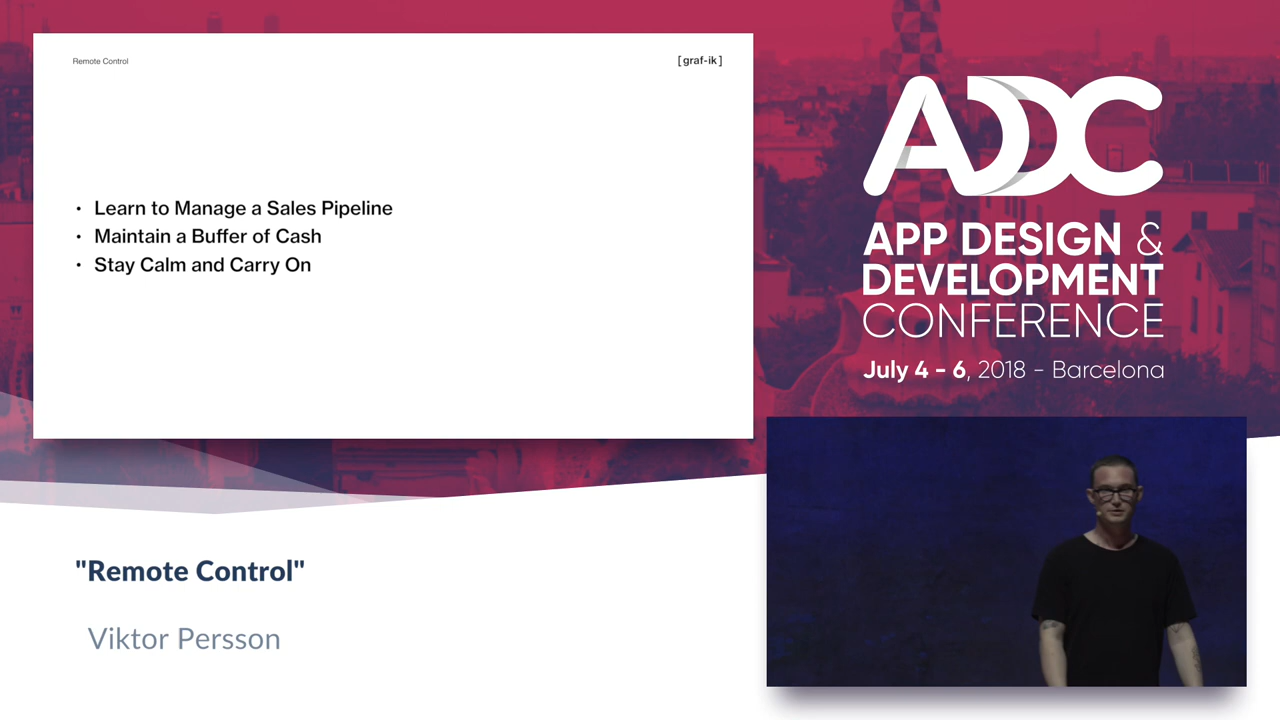 Remote Control
[graf-ik]
• Learn to Manage a Sales Pipeline
• Maintain a Buffer of Cash
• Stay Calm and Carry On
ADC
APP DESIGN &
DEVELOPMENT
CONFERENCE
July 4 - 6, 2018 - Barcelona
"Remote Control"
Viktor Persson